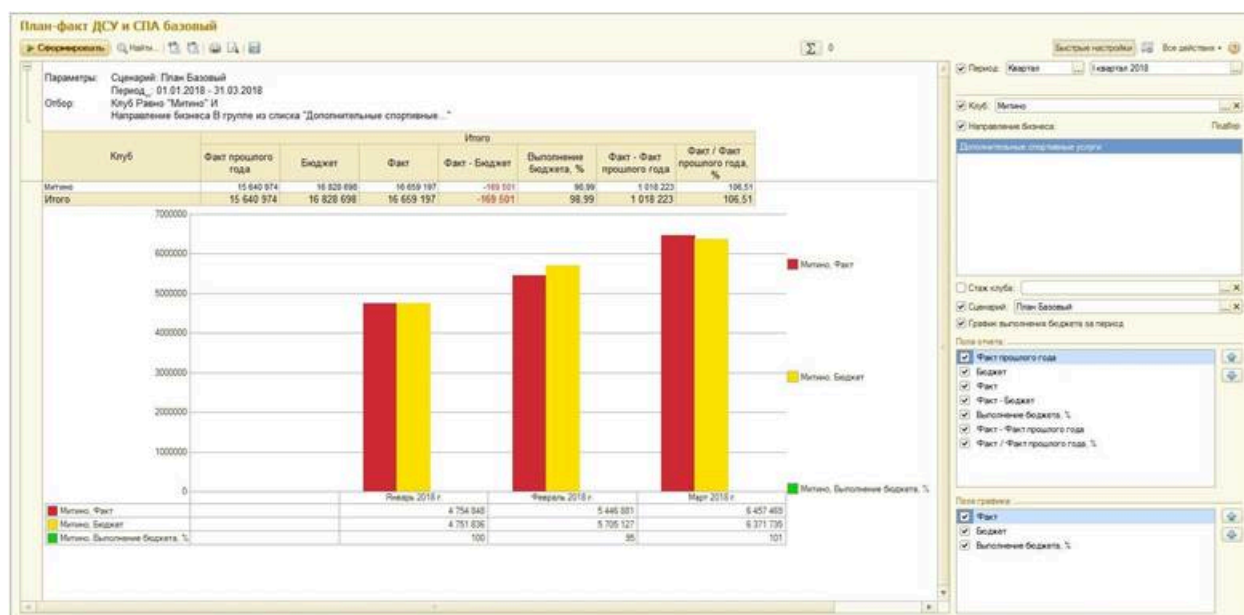 План-факт ДСУ и СПА базовый
Сформировать Найти... Σ 0 Быстрые настройки Все действия
Параметры: Сценарий: План Базовый
Период_: 01.01.2018 - 31.03.2018
Отбор: Клуб Равно "Митино" И
Направление бизнеса В группе из списка "Дополнительные спортивные..."
Клуб Итого
Факт прошлого года Бюджет Факт Факт - Бюджет Выполнение бюджета, % Факт - Факт прошлого года Факт / Факт прошлого года, %
Митино 15 640 974 16 828 698 16 659 197 -169 501 98,99 1 018 223 106,51
Итого 15 640 974 16 828 698 16 659 197 -169 501 98,99 1 018 223 106,51
7000000
6000000
5000000
4000000
3000000
2000000
1000000
0
Митино, Факт
Митино, Бюджет
Митино, Выполнение бюджета, %
Январь 2018 г. Февраль 2018 г. Март 2018 г.
Митино, Факт 4 754 848 5 446 881 6 457 468
Митино, Бюджет 4 751 836 5 705 127 6 371 735
Митино, Выполнение бюджета, % 100 95 101
Период: Квартал ... I квартал 2018 ...
Клуб: Митино ... ×
Направление бизнеса: Подбор
Дополнительные спортивные услуги
Стаж клуба: ... ×
Сценарий: План Базовый ... ×
График выполнения бюджета за период
Поля отчета:
Факт прошлого года
Бюджет
Факт
Факт - Бюджет
Выполнение бюджета, %
Факт - Факт прошлого года
Факт / Факт прошлого года, %
Поля графика:
Факт
Бюджет
Выполнение бюджета, %